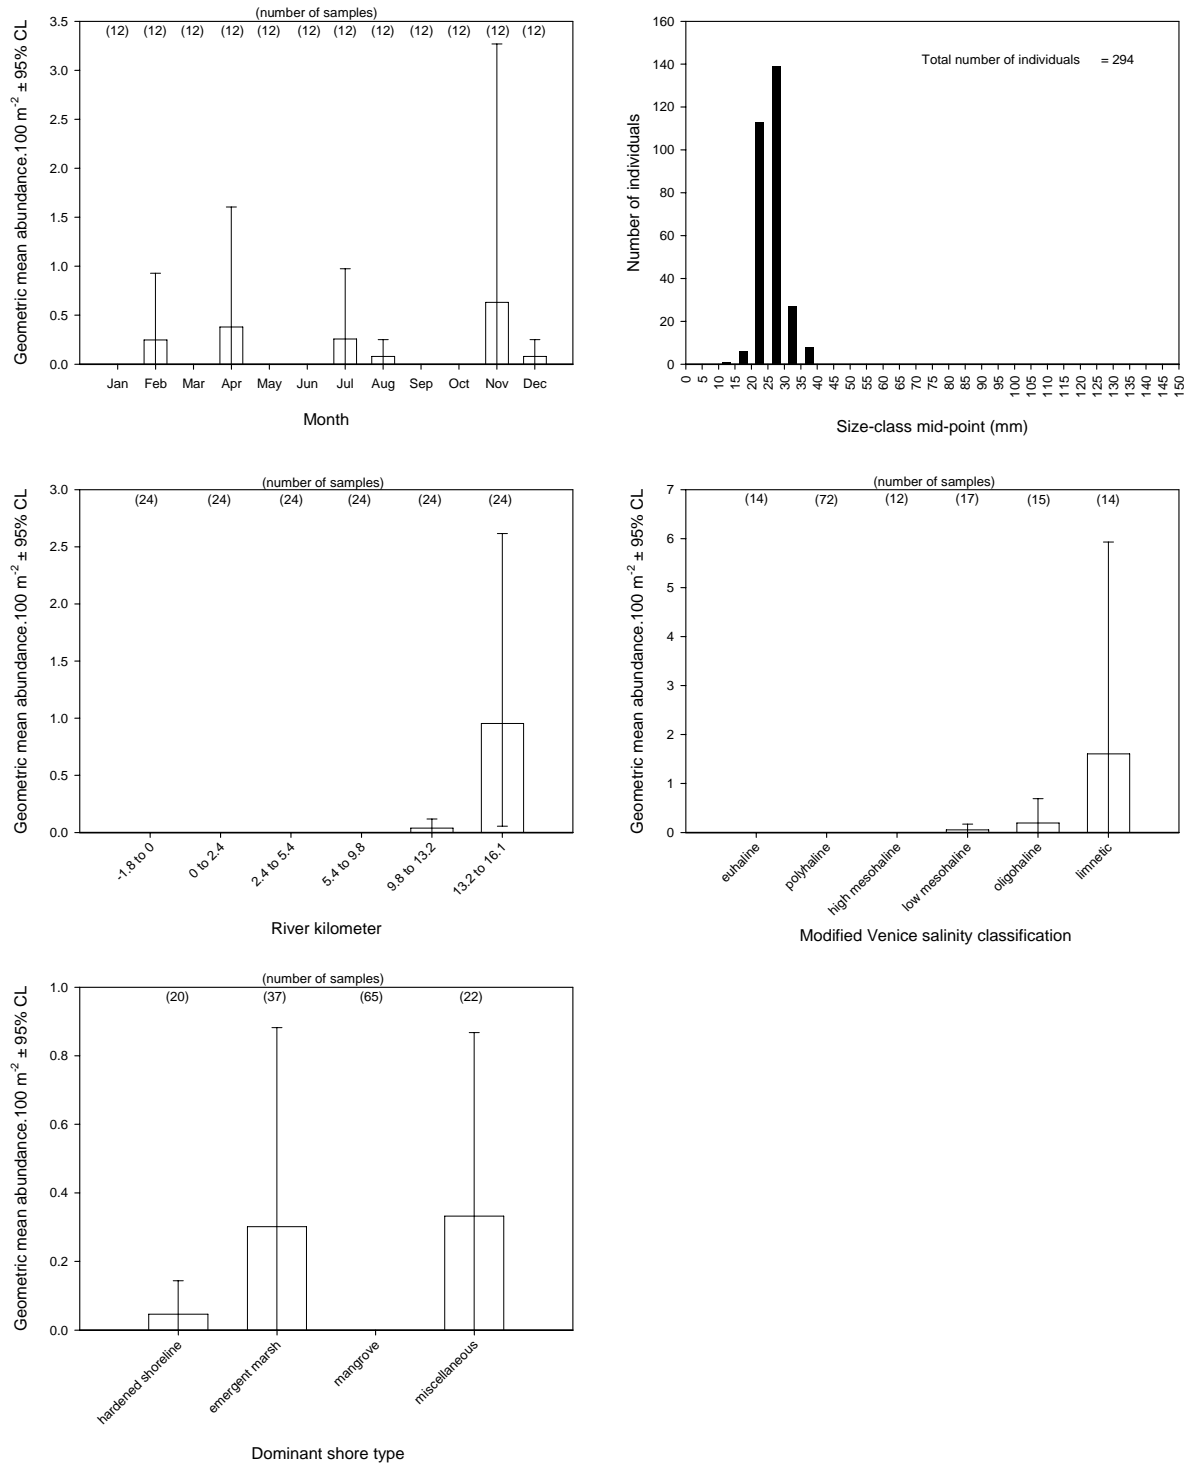 (number of samples)
(12) (12) (12) (12) (12) (12) (12) (12) (12) (12) (12) (12)
Geometric mean abundance.100 m-2 ± 95% CL
3.5
3.0
2.5
2.0
1.5
1.0
0.5
0.0
Jan Feb Mar Apr May Jun Jul Aug Sep Oct Nov Dec
Month
Total number of individuals = 294
Number of individuals
160
140
120
100
160
80
60
40
20
0
0 5 10 15 20 25 30 35 40 45 50 55 60 65 70 75 80 85 90 95 100 105 110 115 120 125 130 135 140 145 150
Size-class mid-point (mm)
(number of samples)
(24) (24) (24) (24) (24) (24)
Geometric mean abundance.100 m-2 ± 95% CL
3.0
2.5
2.0
1.5
1.0
0.5
0.0
-1.8 to 0
0 to 2.4
2.4 to 5.4
5.4 to 9.8
9.8 to 13.2
13.2 to 16.1
River kilometer
(number of samples)
(14) (72) (12) (17) (15) (14)
Geometric mean abundance.100 m-2 ± 95% CL
7
6
5
4
3
2
1
0
euhaline
polyhaline
high mesohaline
low mesohaline
oligohaline
limnetic
Modified Venice salinity classification
(number of samples)
(20) (37) (65) (22)
Geometric mean abundance.100 m-2 ± 95% CL
1.0
0.8
0.6
0.4
0.2
0.0
hardened shoreline
emergent marsh
mangrove
miscellaneous
Dominant shore type